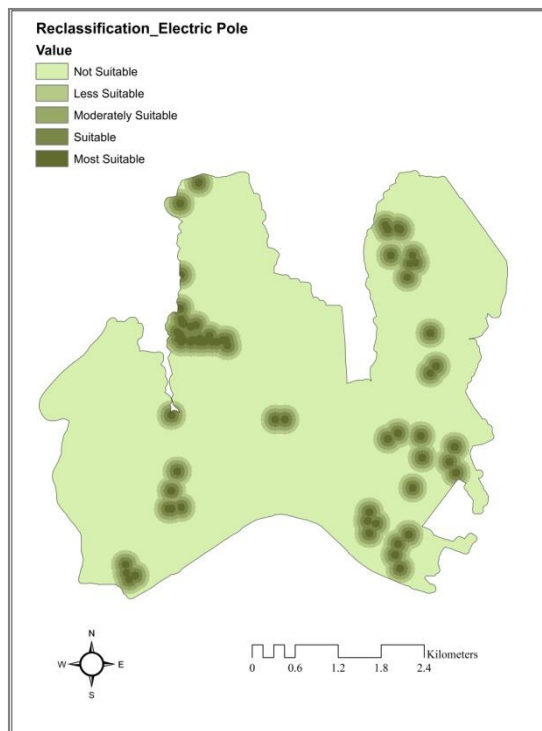 Reclassification_Electric Pole
Value
Not Suitable
Less Suitable
Moderately Suitable
Suitable
Most Suitable
N
W E
S
Kilometers
0 0.6 1.2 1.8 2.4